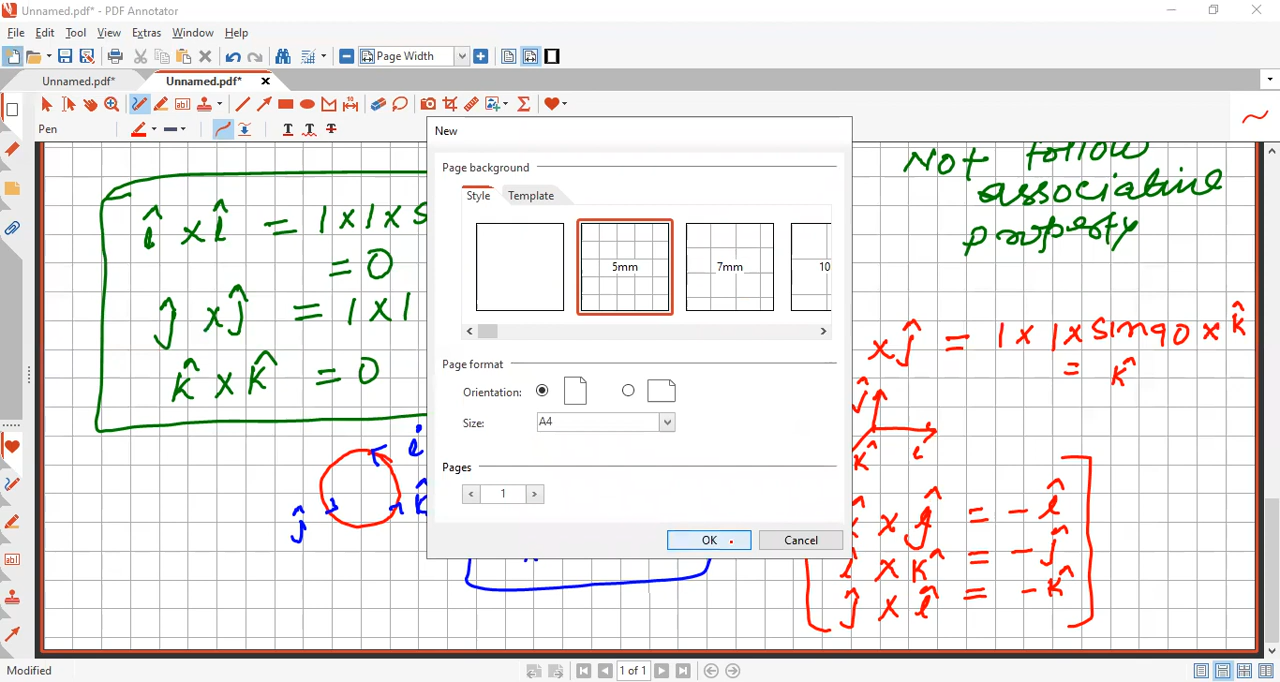 Unnamed.pdf* - PDF Annotator
File Edit Tool View Extras Window Help
Page Width
Unnamed.pdf* Unnamed.pdf*
Pen
New
Page background
Style Template
5mm 7mm 10
Page format
Orientation:
Size: A4
Pages
1
OK Cancel
î × î = 1×1×s
= 0
ĵ × ĵ = 1×1
k̂ × k̂ = 0
ĵ
k̂
Not follow
associative
property
× ĵ = 1 × 1 × sin90 × k̂
= k̂
ĵ
k̂ i
× ĵ = - î
î × k̂ = - ĵ
ĵ × î = - k̂
Modified
1 of 1